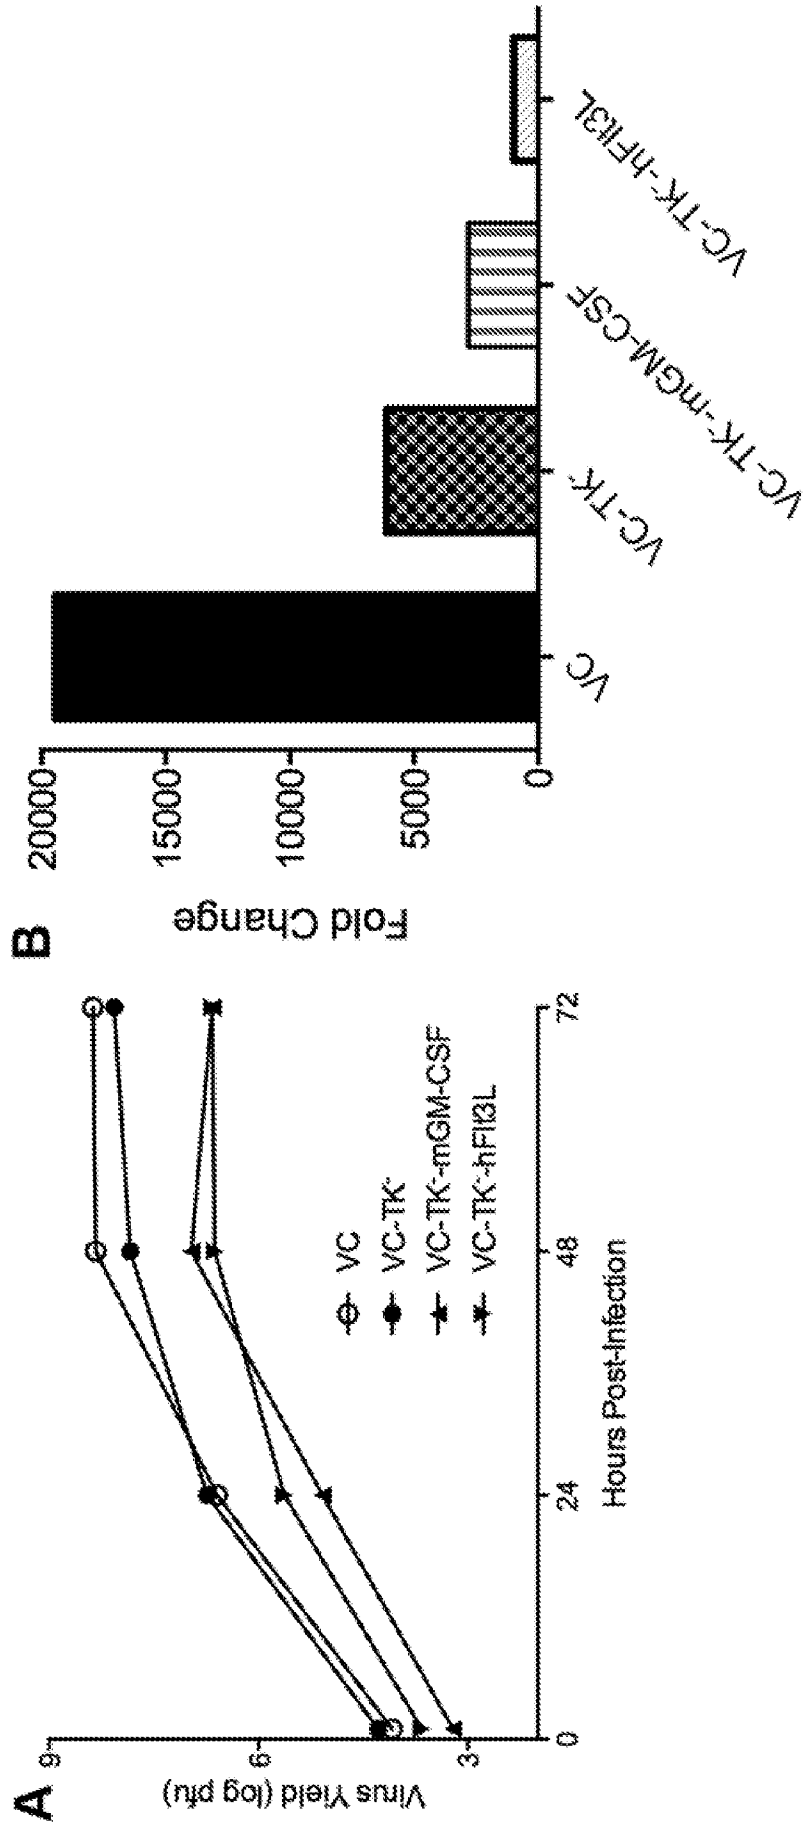 A
Virus Yield (log pfu)
9
6
3
0
24
48
72
Hours Post-Infection
VC
VC-TK-
VC-TK--mGM-CSF
VC-TK--hFlt3L
B
Fold Change
20000
15000
10000
5000
0
VC
VC-TK-
VC-TK--mGM-CSF
VC-TK--hFlt3L